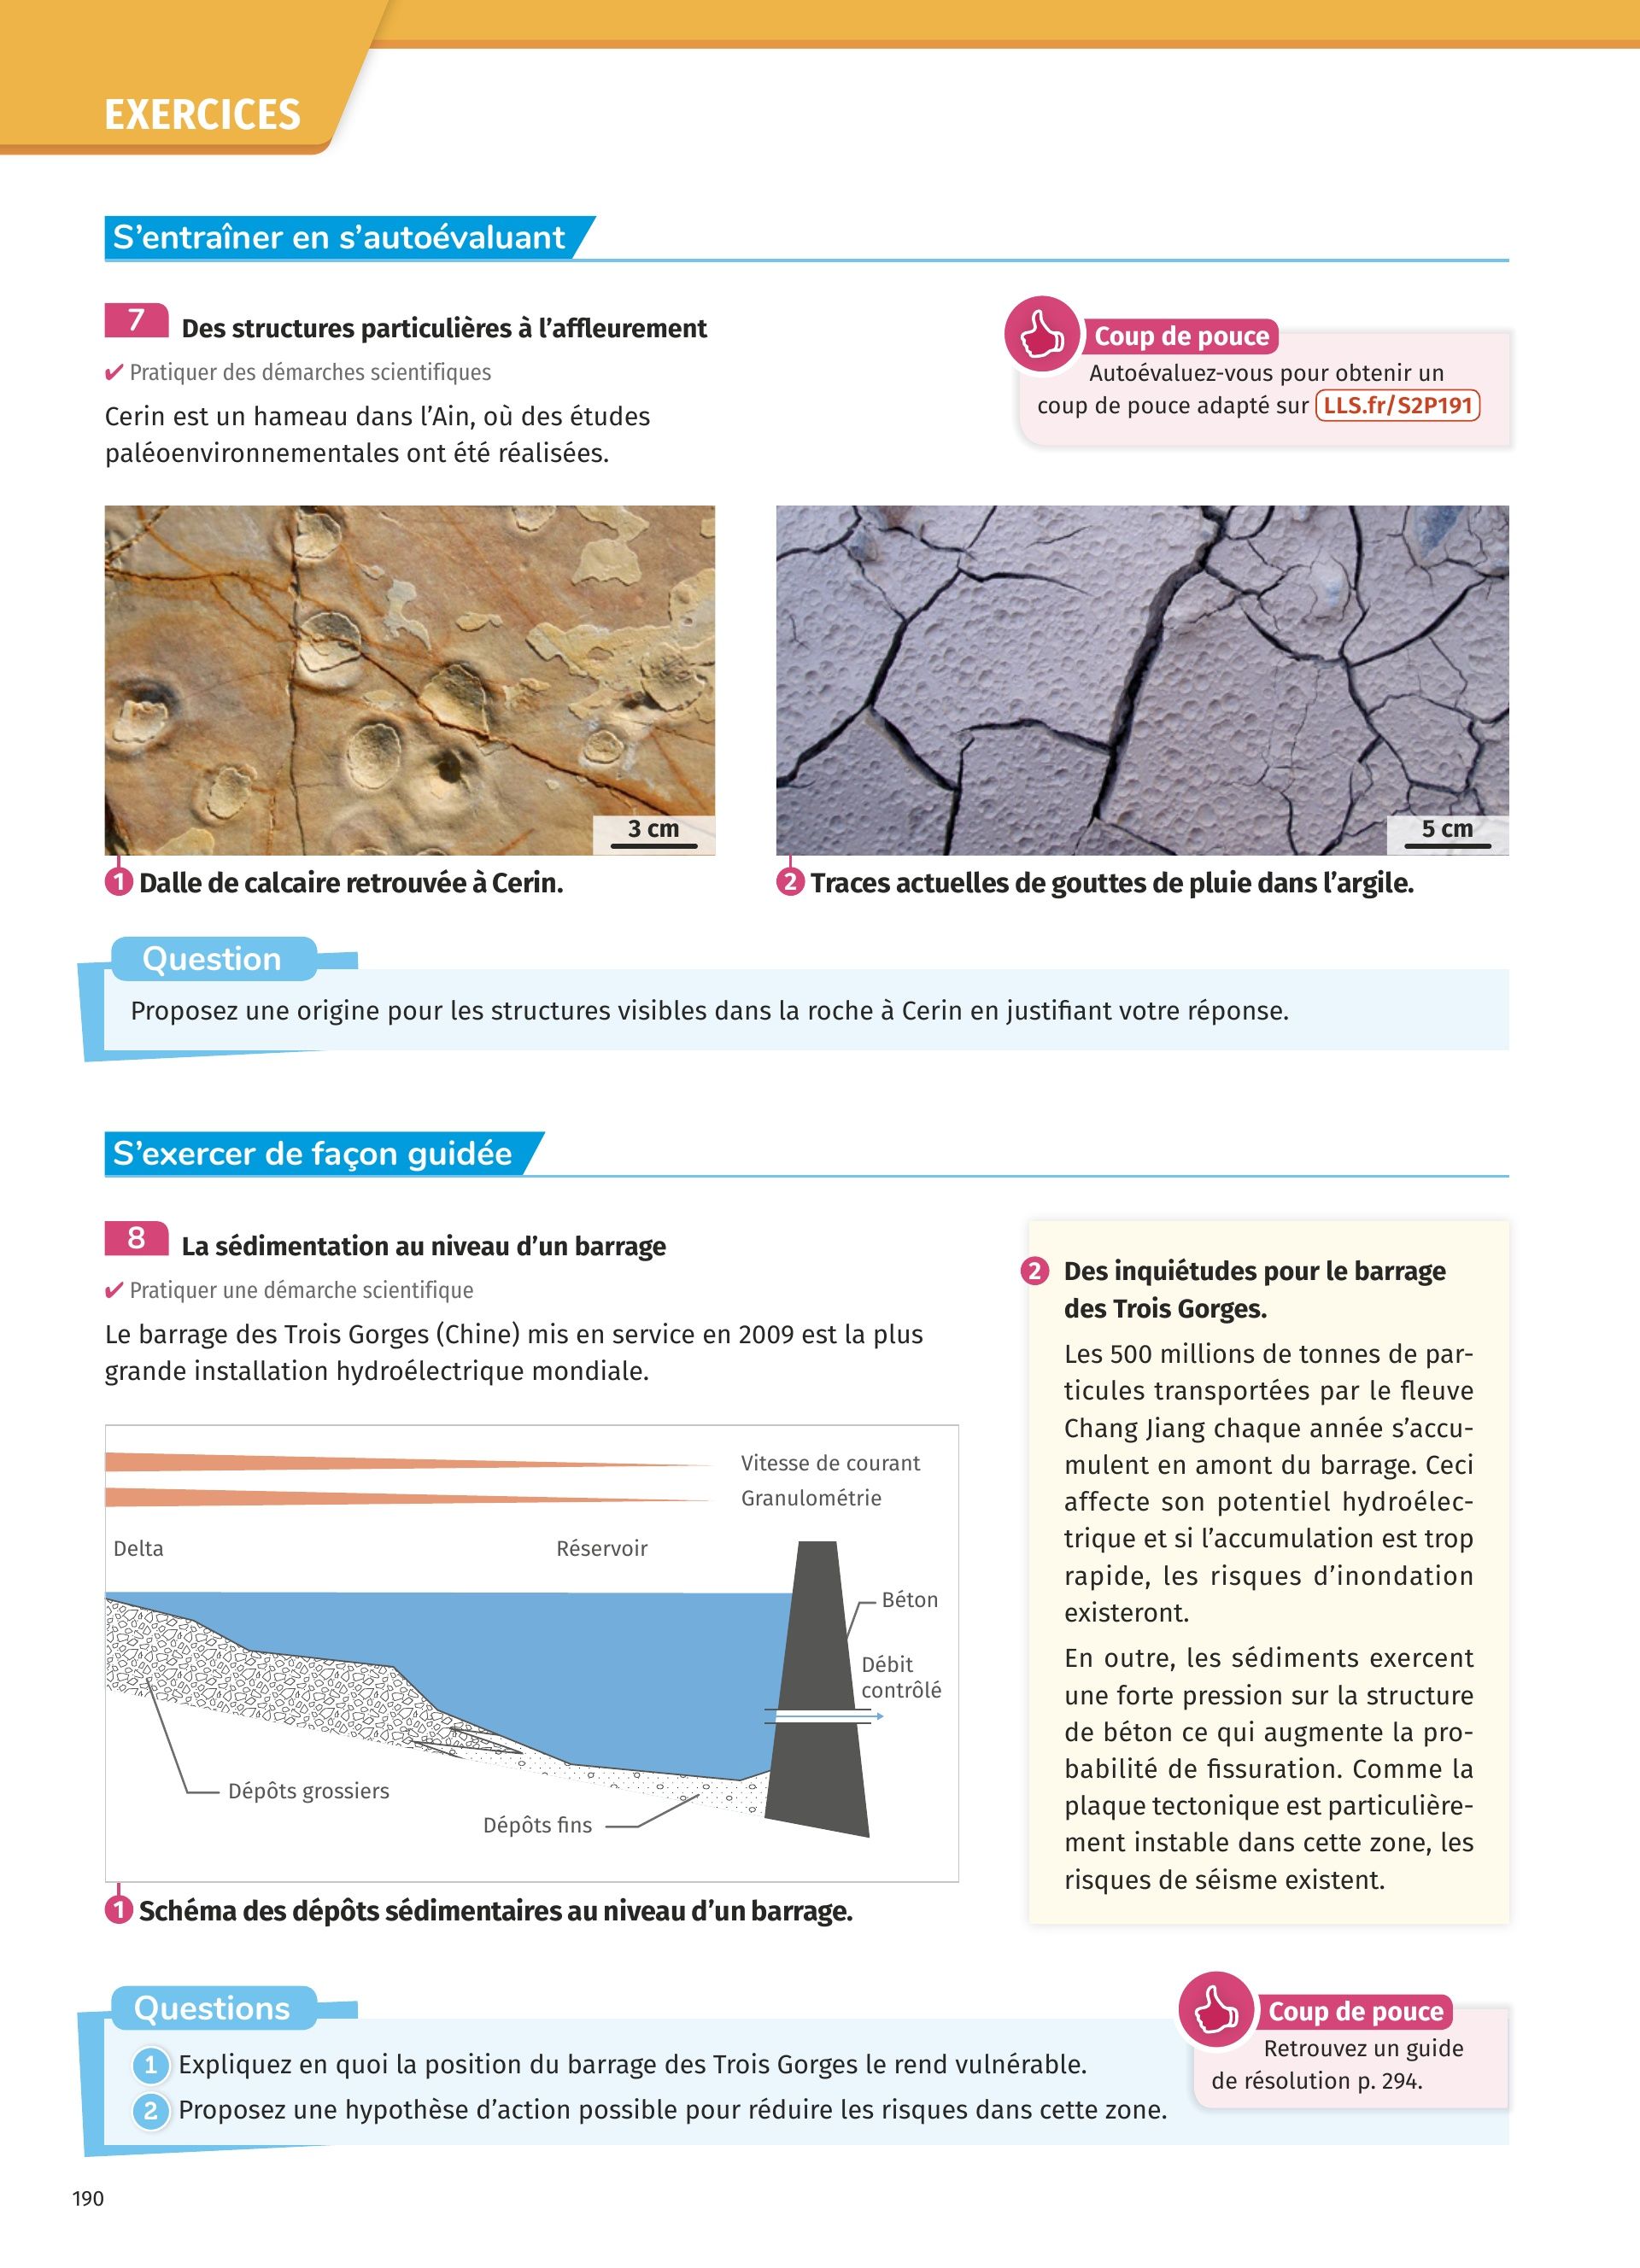 EXERCICES
S'entraîner en s'autoévaluant
7 Des structures particulières à l'affleurement
✔ Pratiquer des démarches scientifiques
Cerin est un hameau dans l'Ain, où des études
paléoenvironnementales ont été réalisées.
Coup de pouce
Autoévaluez-vous pour obtenir un
coup de pouce adapté sur LLS.fr/S2P191
3 cm
1 Dalle de calcaire retrouvée à Cerin.
5 cm
2 Traces actuelles de gouttes de pluie dans l'argile.
Question
Proposez une origine pour les structures visibles dans la roche à Cerin en justifiant votre réponse.
S'exercer de façon guidée
8 La sédimentation au niveau d'un barrage
✔ Pratiquer une démarche scientifique
Le barrage des Trois Gorges (Chine) mis en service en 2009 est la plus
grande installation hydroélectrique mondiale.
Vitesse de courant
Granulométrie
Delta
Réservoir
Béton
Débit
contrôlé
Dépôts grossiers
Dépôts fins
1 Schéma des dépôts sédimentaires au niveau d'un barrage.
2 Des inquiétudes pour le barrage
des Trois Gorges.
Les 500 millions de tonnes de par-
ticules transportées par le fleuve
Chang Jiang chaque année s'accu-
mulent en amont du barrage. Ceci
affecte son potentiel hydroélec-
trique et si l'accumulation est trop
rapide, les risques d'inondation
existeront.
En outre, les sédiments exercent
une forte pression sur la structure
de béton ce qui augmente la pro-
babilité de fissuration. Comme la
plaque tectonique est particulière-
ment instable dans cette zone, les
risques de séisme existent.
Questions
1 Expliquez en quoi la position du barrage des Trois Gorges le rend vulnérable.
2 Proposez une hypothèse d'action possible pour réduire les risques dans cette zone.
Coup de pouce
Retrouvez un guide
de résolution p. 294.
190